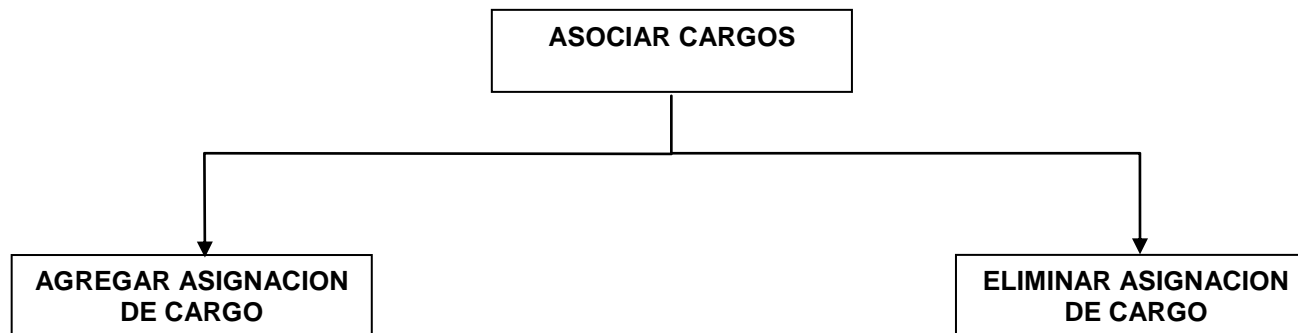 ASOCIAR CARGOS
AGREGAR ASIGNACION
DE CARGO
ELIMINAR ASIGNACION
DE CARGO